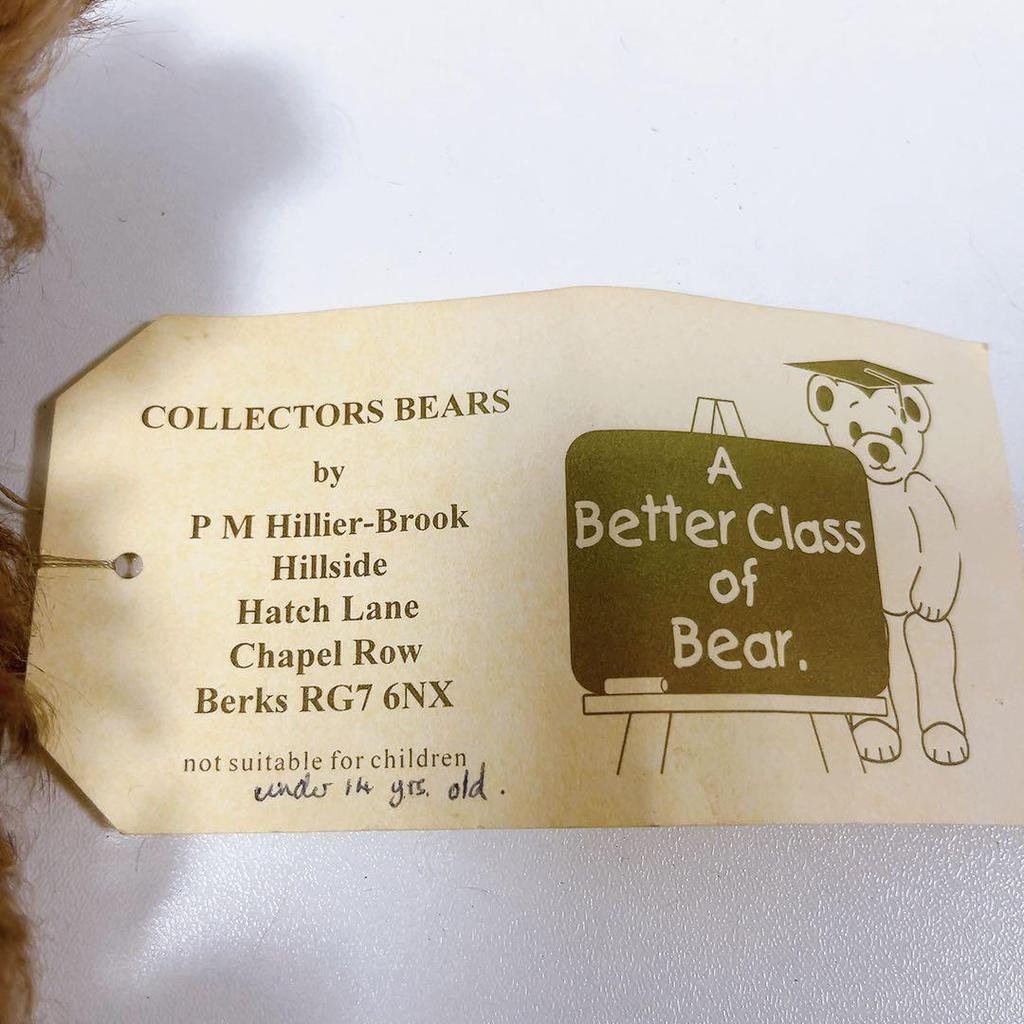 COLLECTORS BEARS
by
P M Hillier-Brook
Hillside
Hatch Lane
Chapel Row
Berks RG7 6NX
not suitable for children
under 14 yrs. old.
A
Better Class
of
Bear.